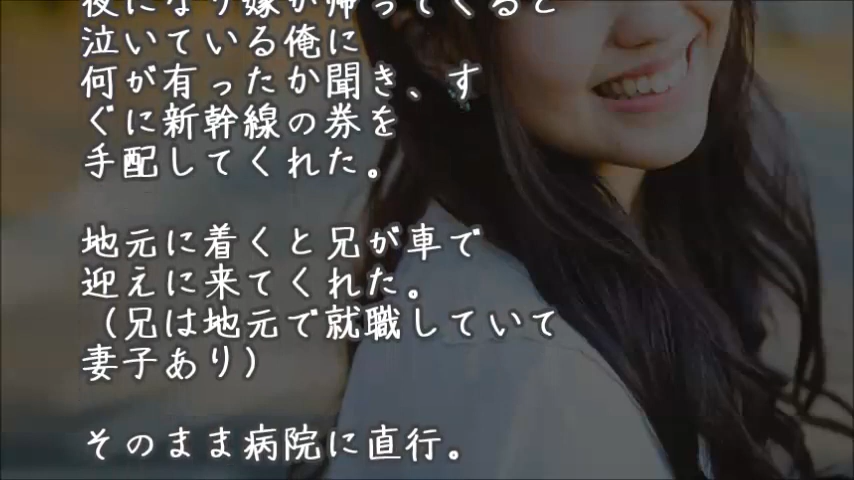 夜になり嫁が帰ってくると
泣いている俺に
何が有ったか聞き、す
ぐに新幹線の券を
手配してくれた。
地元に着くと兄が車で
迎えに来てくれた。
（兄は地元で就職していて
妻子あり）
そのまま病院に直行。